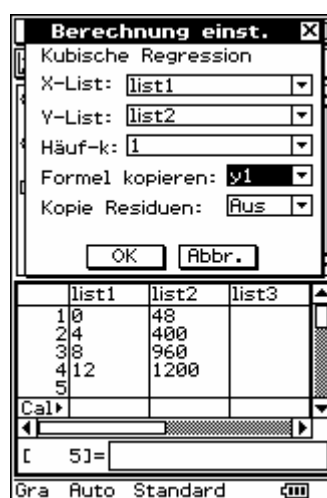 Berechnung einst.
Kubische Regression
X-List: list1
Y-List: list2
Häuf-k: 1
Formel kopieren: y1
Kopie Residuen: Aus
OK Abbr.
list1 list2 list3
1 0 48
2 4 400
3 8 960
4 12 1200
5
Cal
[ 5]=
Gra Auto Standard